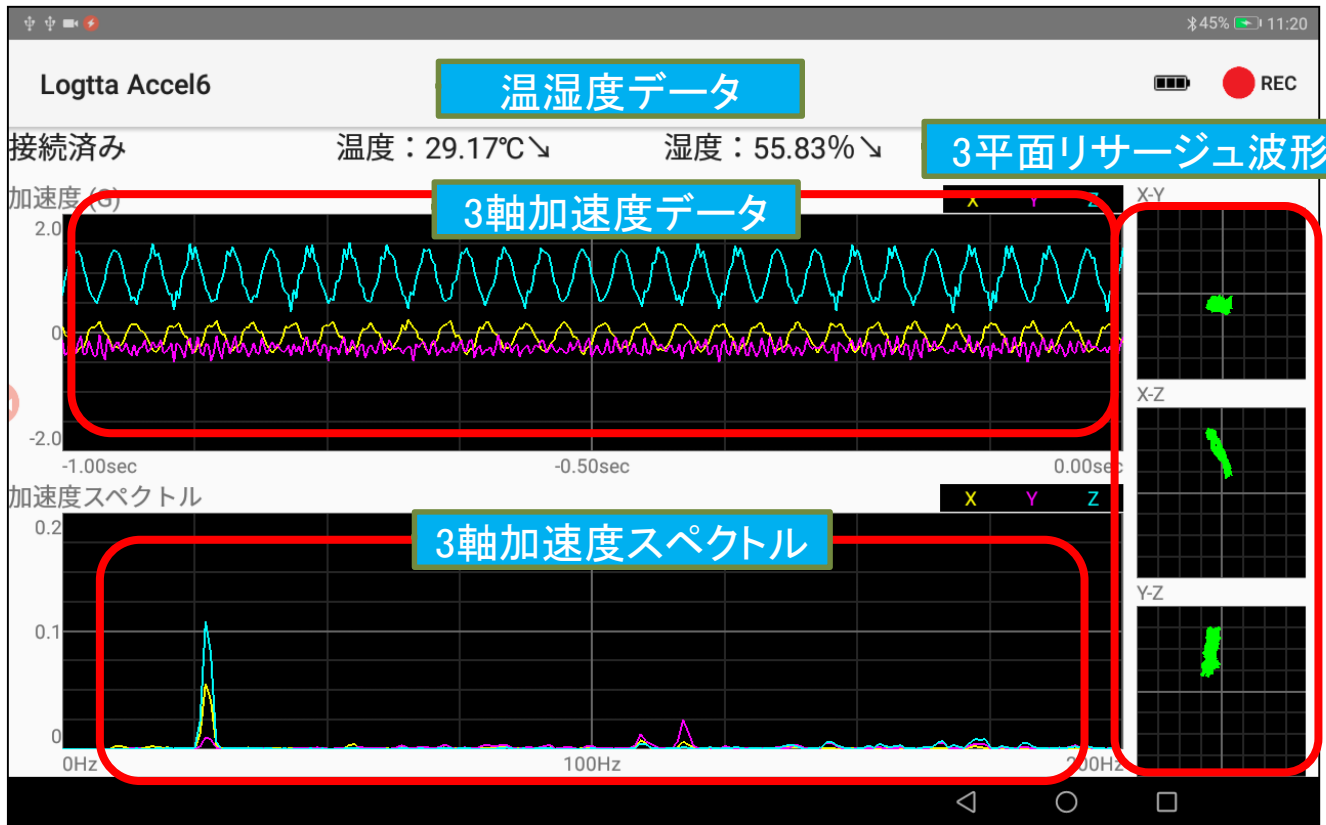 45% 11:20
Logtta Accel6
温湿度データ
REC
接続済み
温度：29.17℃↘
湿度：55.83%↘
3平面リサージュ波形
加速度 (G)
3軸加速度データ
X Y Z
X-Y
2.0
0
-2.0
-1.00sec
-0.50sec
0.00sec
X-Z
加速度スペクトル
X Y Z
3軸加速度スペクトル
0.2
0.1
0
0Hz
100Hz
200Hz
Y-Z